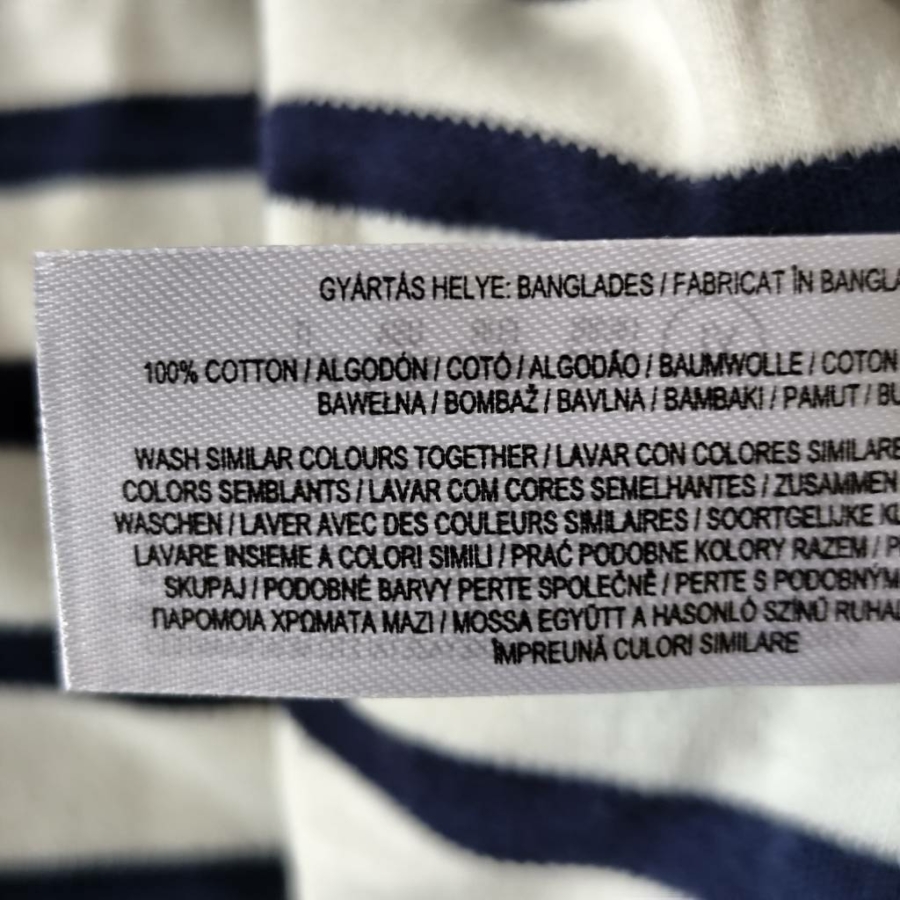 GYÁRTÁS HELYE: BANGLADES / FABRICAT ÎN BANGLA
100% COTTON / ALGODÓN / COTÓ / ALGODÃO / BAUMWOLLE / COTON
BAWEŁNA / BOMBAŽ / BAVLNA / BAMBAKI / PAMUT / BU
WASH SIMILAR COLOURS TOGETHER / LAVAR CON COLORES SIMILARE
COLORS SEMBLANTS / LAVAR COM CORES SEMELHANTES / ZUSAMMEN
WASCHEN / LAVER AVEC DES COULEURS SIMILAIRES / SOORTGELIJKE KL
LAVARE INSIEME A COLORI SIMILI / PRAĆ PODOBNE KOLORY RAZEM / P
SKUPAJ / PODOBNÉ BARVY PERTE SPOLEČNĚ / PERTE S PODOBNÝM
ΠΑΡΟΜΟΙΑ ΧΡΩΜΑΤΑ ΜΑΖΙ / MOSSA EGYÜTT A HASONLÓ SZÍNŰ RUHA
ÎMPREUNĂ CULORI SIMILARE